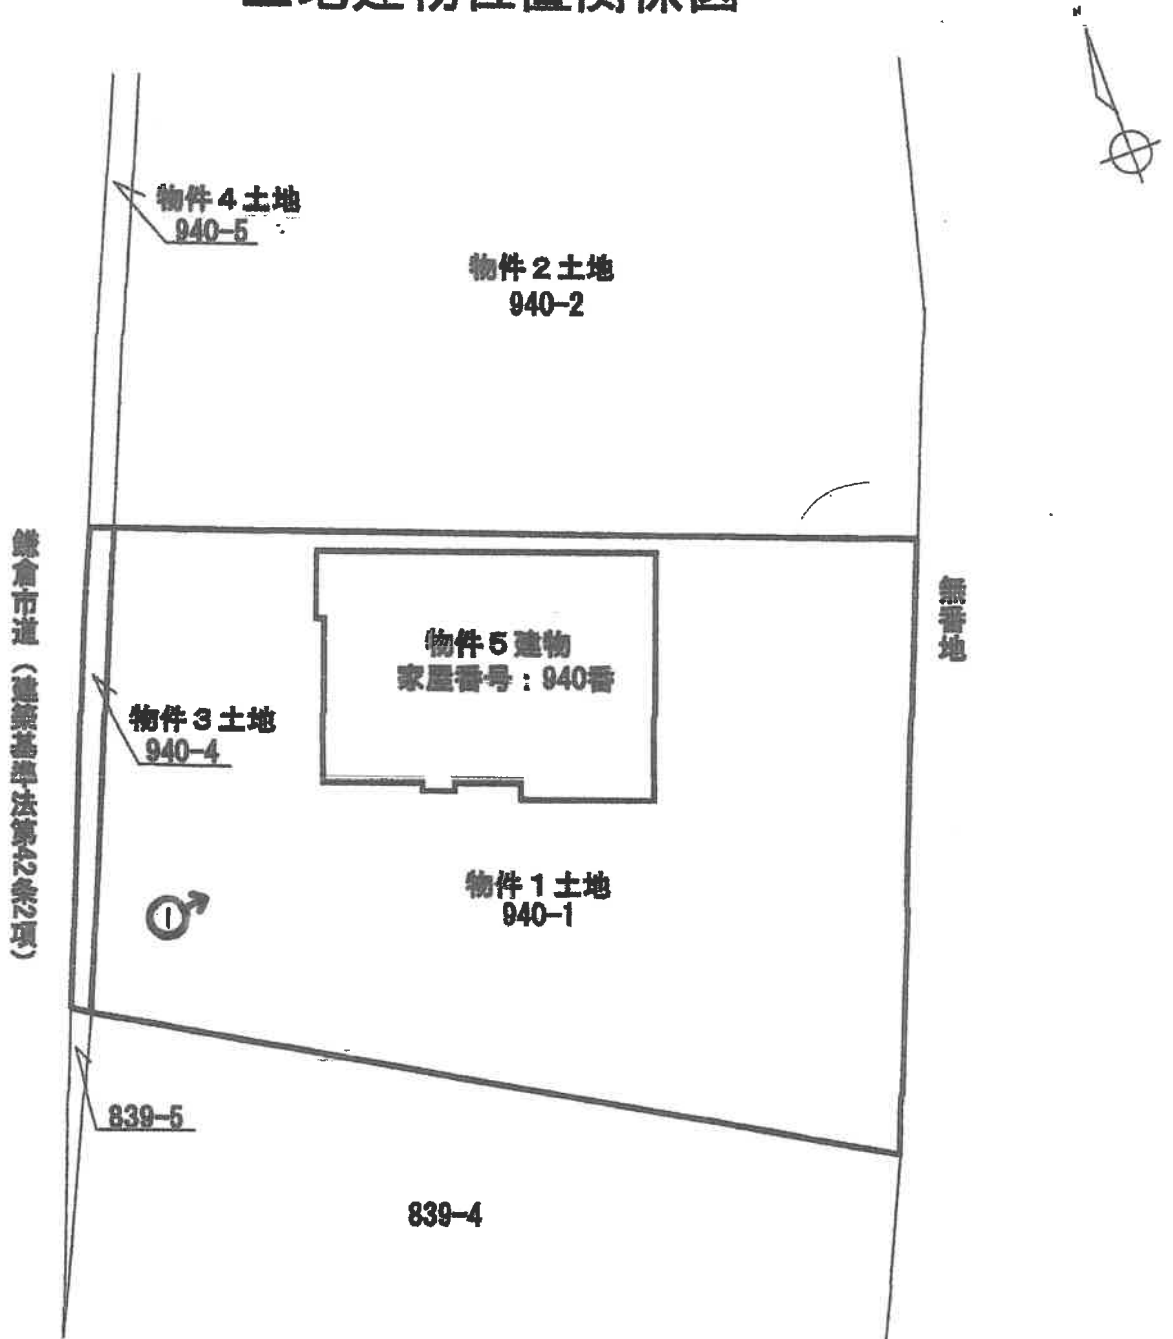 土地建物位置関係図
N
物件4土地
940-5
物件2土地
940-2
鎌倉市道（建築基準法第42条2項）
無番地
物件5建物
家屋番号：940番
物件3土地
940-4
物件1土地
940-1
1
839-5
839-4